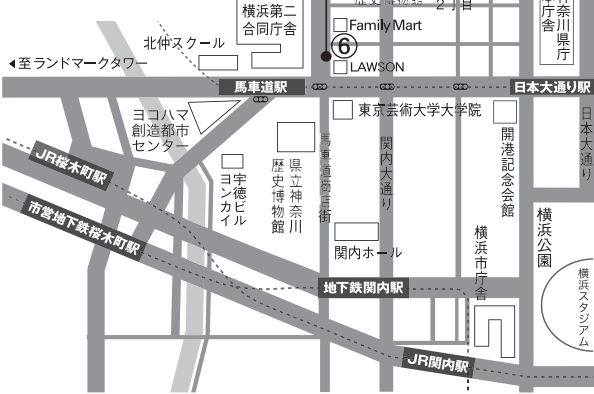 横浜第二
合同庁舎
2丁目
神奈川県庁
Family Mart
北仲スクール
⑥
至ランドマークタワー
LAWSON
馬車道駅
日本大通り駅
東京芸術大学大学院
ヨコハマ
創造都市
センター
馬車道商店街
関内大通り
開港記念会館
日本大通り
JR桜木町駅
宇徳ビル
ヨンカイ
県立神奈川
歴史博物館
市営地下鉄桜木町駅
横浜公園
横浜市庁舎
関内ホール
横浜スタジアム
地下鉄関内駅
JR関内駅